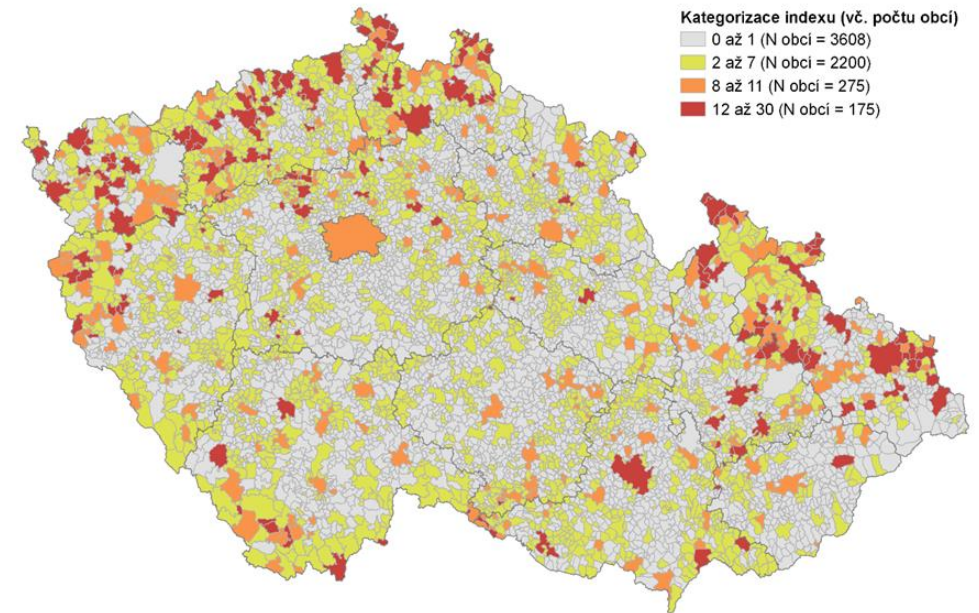 Kategorizace indexu (vč. počtu obcí)
0 až 1 (N obcí = 3608)
2 až 7 (N obcí = 2200)
8 až 11 (N obcí = 275)
12 až 30 (N obcí = 175)